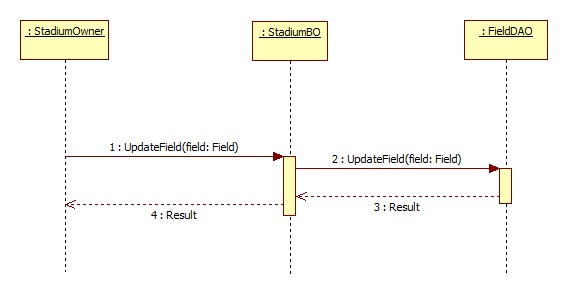 : StadiumOwner
: StadiumBO
: FieldDAO
1 : UpdateField(field: Field)
2 : UpdateField(field: Field)
3 : Result
4 : Result